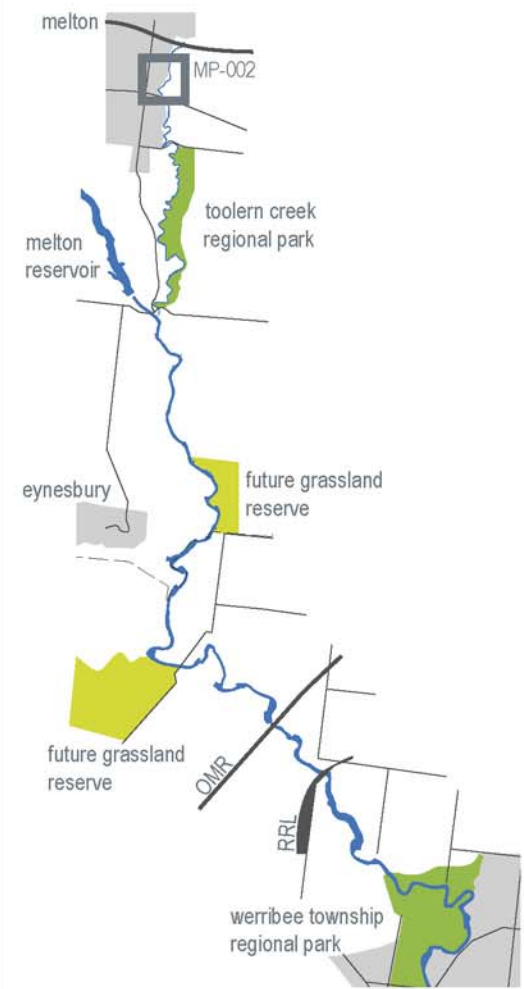 melton
MP-002
toolern creek
regional park
melton
reservoir
future grassland
reserve
eynesbury
future grassland
reserve
OMR
RRL
werribee township
regional park